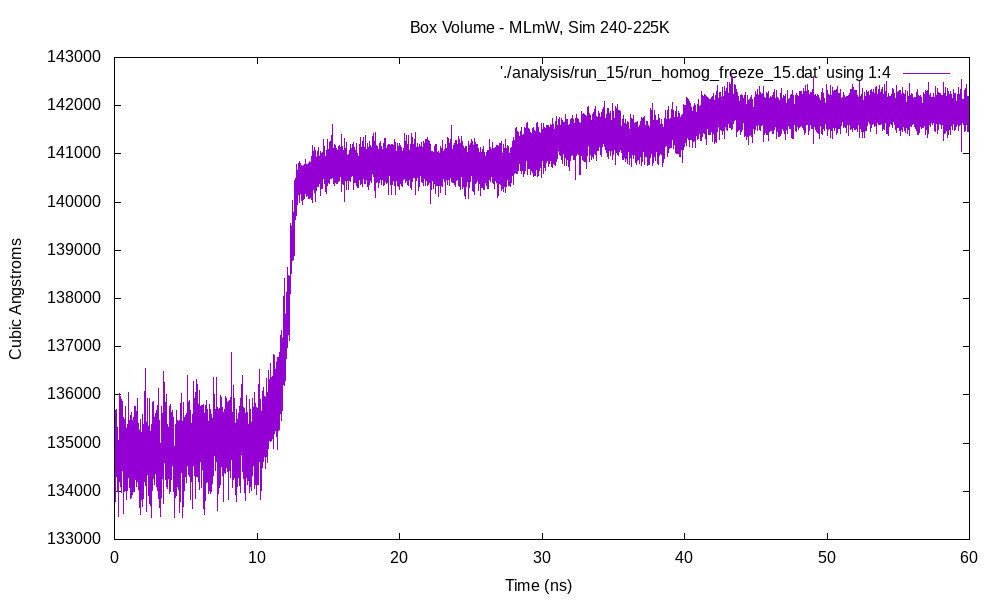 Box Volume - MLmW, Sim 240-225K
'./analysis/run_15/run_homog_freeze_15.dat' using 1:4
143000
142000
141000
140000
139000
138000
137000
136000
135000
134000
133000
Cubic Angstroms
0 10 20 30 40 50 60
Time (ns)